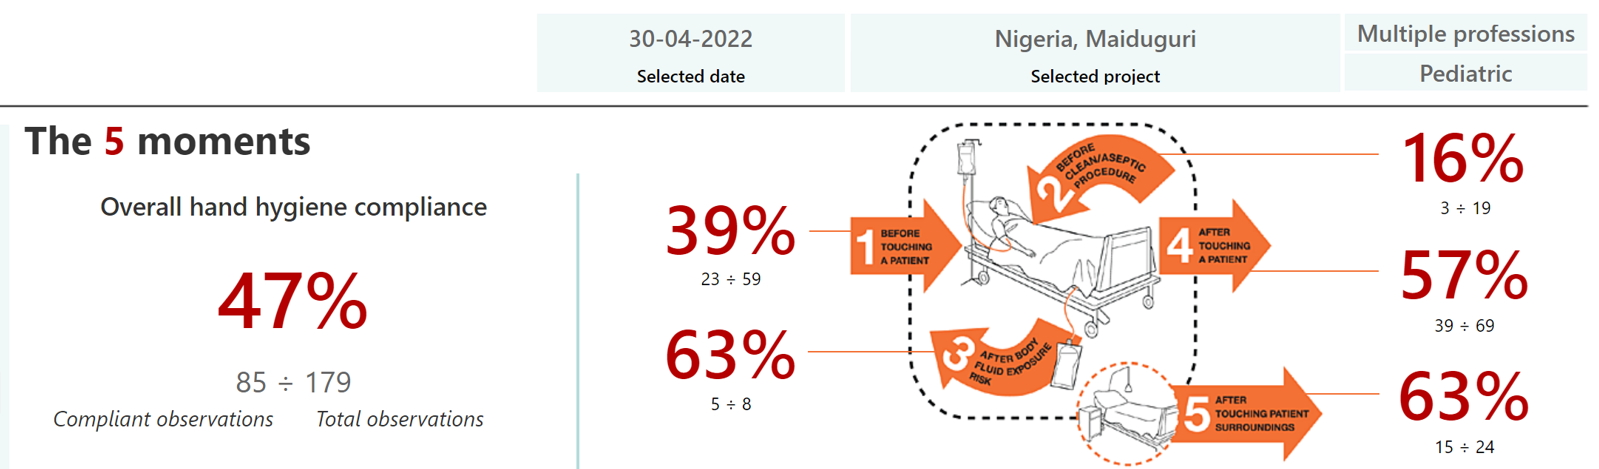 30-04-2022
Selected date
Nigeria, Maiduguri
Selected project
Multiple professions
Pediatric
The 5 moments
Overall hand hygiene compliance
47%
85 ÷ 179
Compliant observations Total observations
39%
23 ÷ 59
63%
5 ÷ 8
1 BEFORE
TOUCHING
A PATIENT
2 BEFORE
CLEAN/ASEPTIC
PROCEDURE
3 AFTER BODY
FLUID EXPOSURE
RISK
4 AFTER
TOUCHING
A PATIENT
5 AFTER
TOUCHING PATIENT
SURROUNDINGS
16%
3 ÷ 19
57%
39 ÷ 69
63%
15 ÷ 24